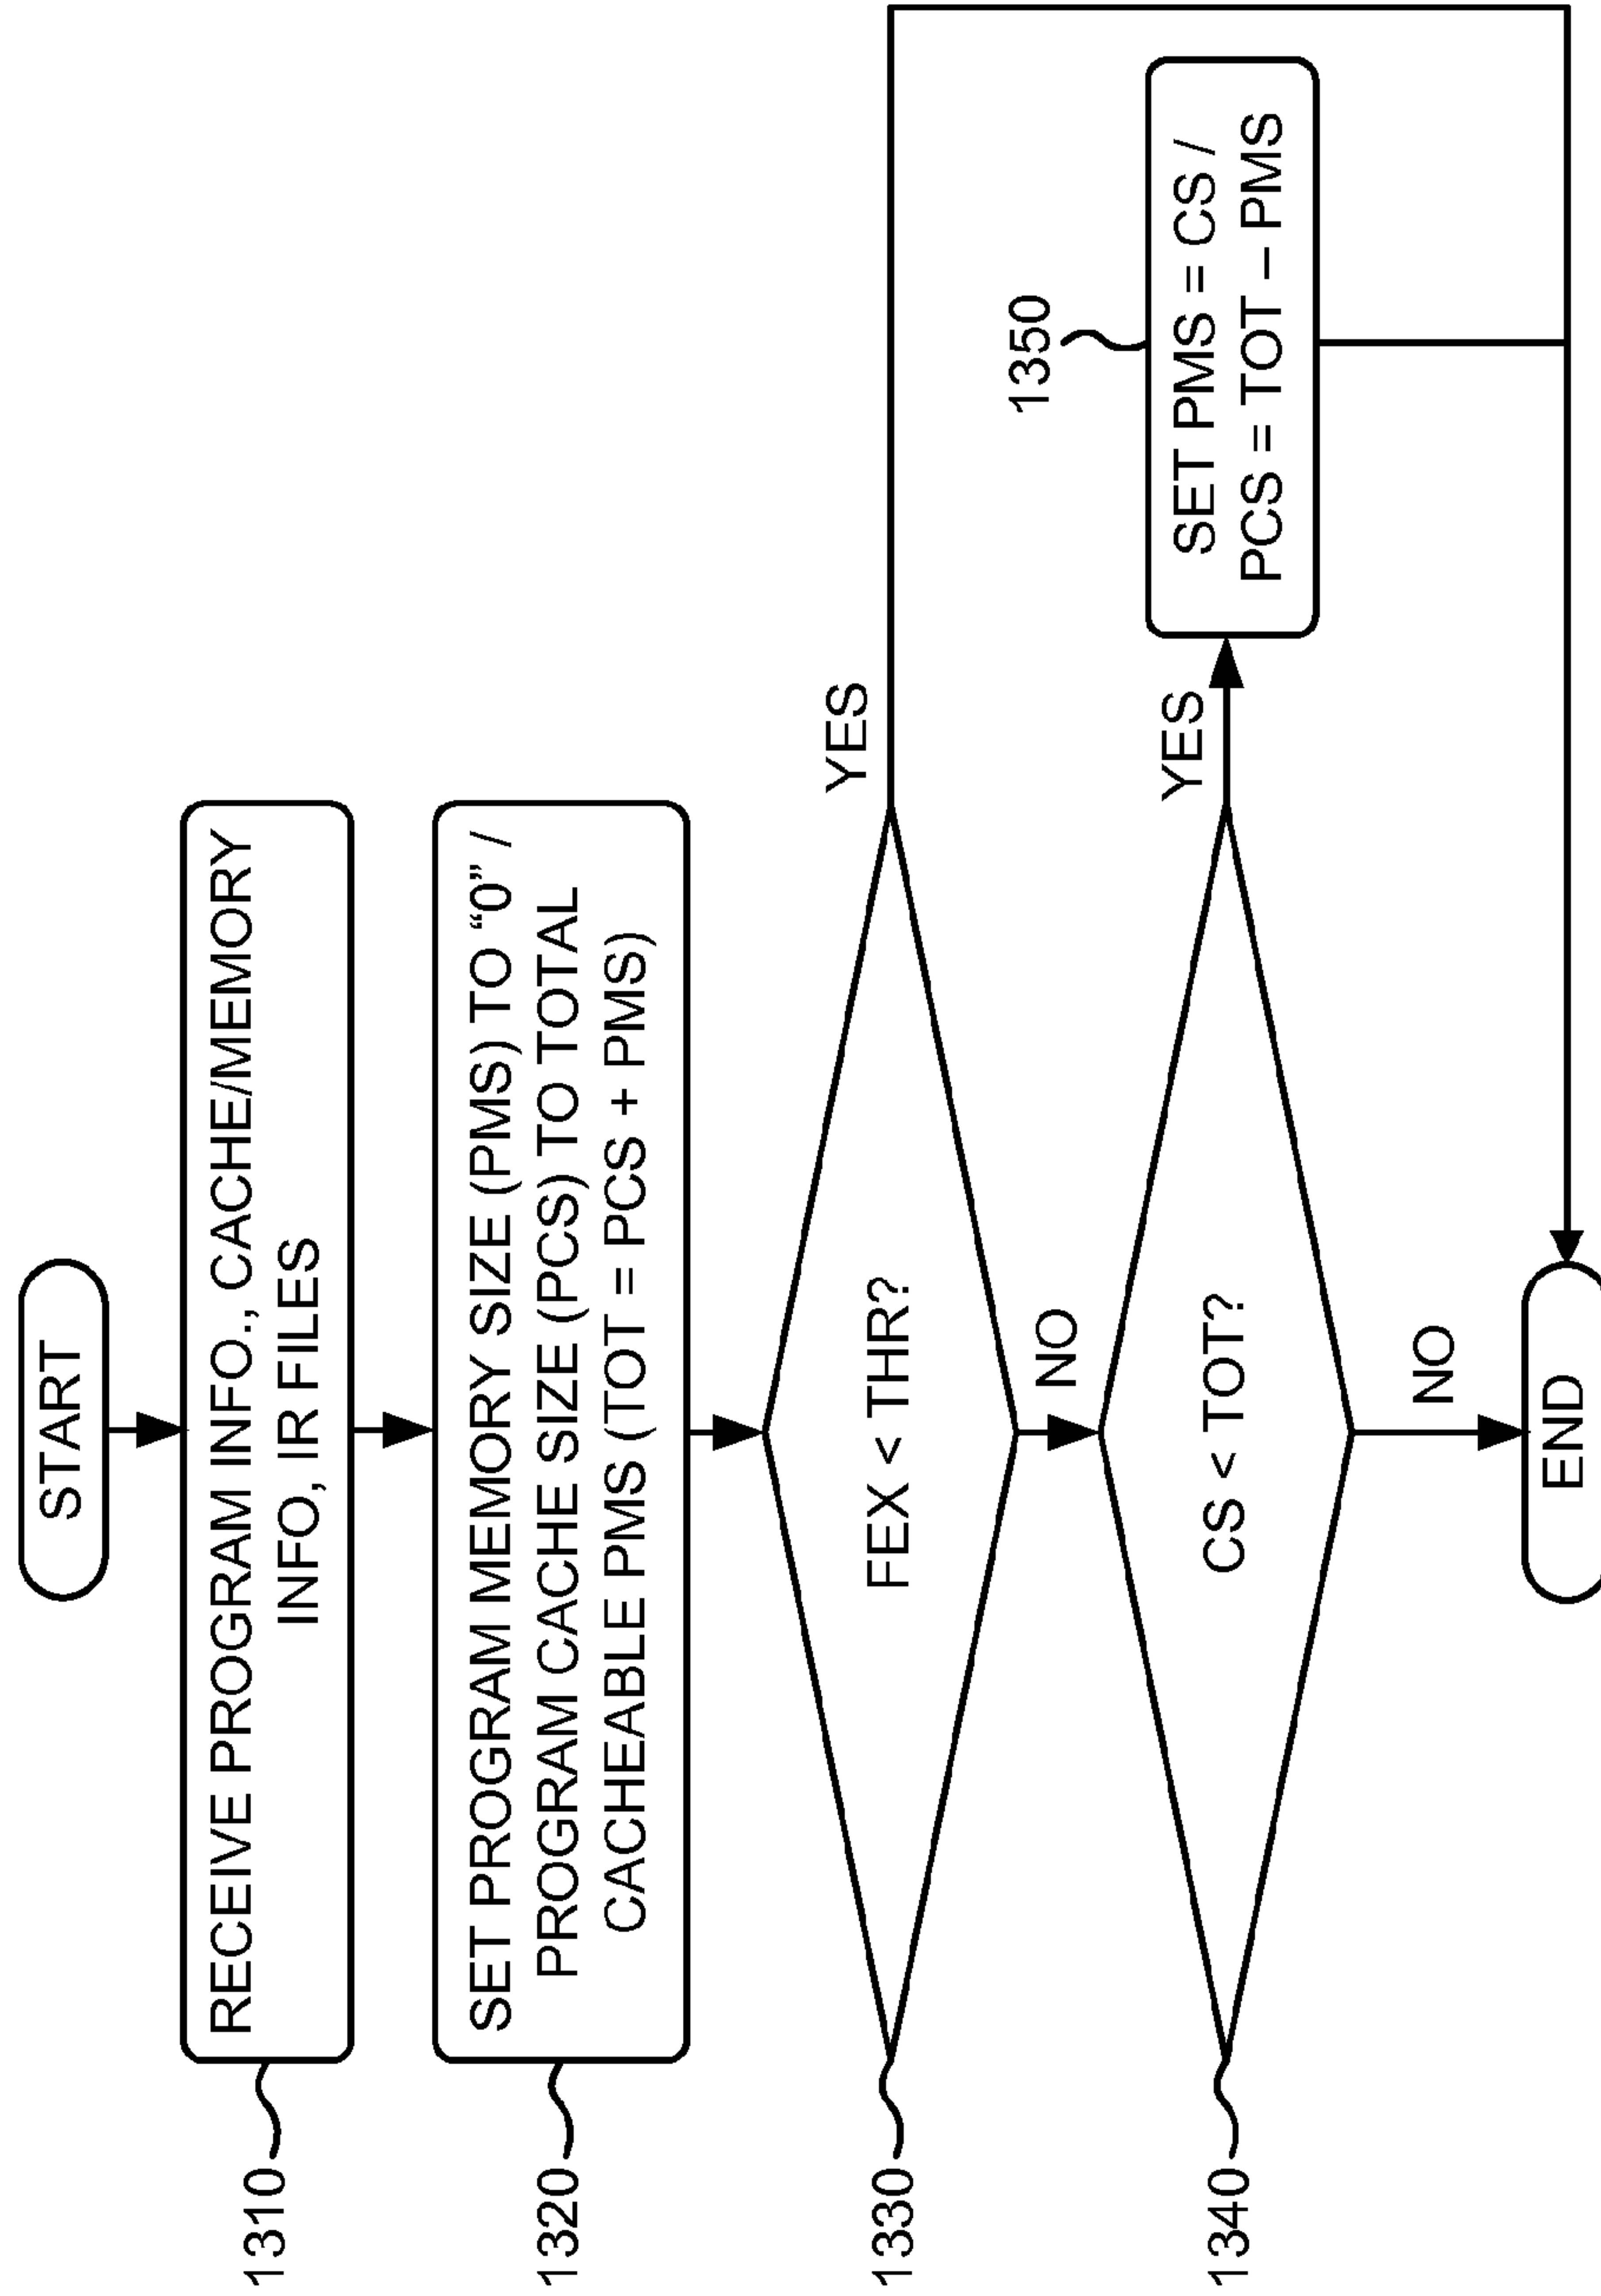 START
1310
RECEIVE PROGRAM INFO., CACHE/MEMORY
INFO, IR FILES
1320
SET PROGRAM MEMORY SIZE (PMS) TO “0” /
PROGRAM CACHE SIZE (PCS) TO TOTAL
CACHEABLE PMS (TOT = PCS + PMS)
1330
FEX < THR?
YES
NO
1340
CS < TOT?
YES
1350
SET PMS = CS /
PCS = TOT – PMS
NO
END